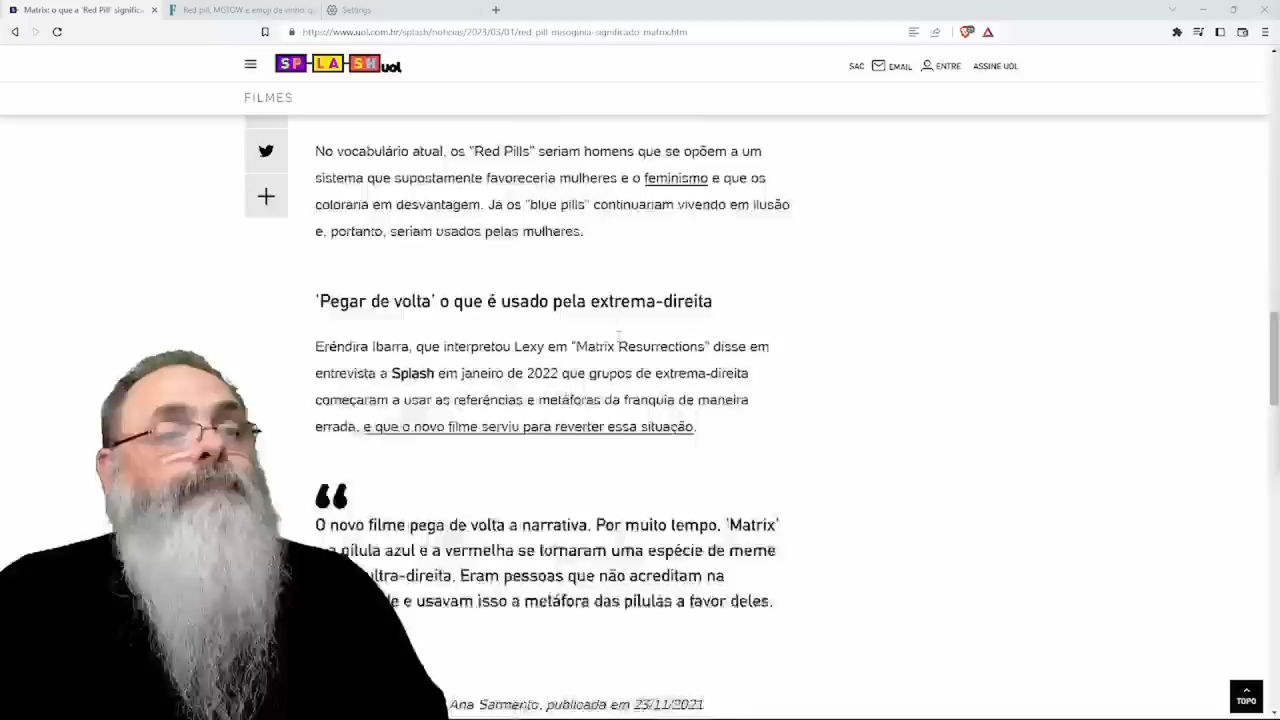 Matrix: o que a 'Red Pill' signific
Red pill, MGTOW e emoji de vinho: q
Settings
https://www.uol.com.br/splash/noticias/2023/03/01/red-pill-misoginia-significado-matrix.htm
SPLASH uol
SAC EMAIL ENTRE ASSINE UOL
FILMES
No vocabulário atual, os "Red Pills" seriam homens que se opõem a um
sistema que supostamente favoreceria mulheres e o feminismo e que os
colocaria em desvantagem. Já os "blue pills" continuariam vivendo em ilusão
e, portanto, seriam usados pelas mulheres.
'Pegar de volta' o que é usado pela extrema-direita
Eréndira Ibarra, que interpretou Lexy em "Matrix Resurrections" disse em
entrevista a Splash em janeiro de 2022 que grupos de extrema-direita
começaram a usar as referências e metáforas da franquia de maneira
errada, e que o novo filme serviu para reverter essa situação.
O novo filme pega de volta a narrativa. Por muito tempo, 'Matrix'
pílula azul e a vermelha se tornaram uma espécie de meme
ultra-direita. Eram pessoas que não acreditam na
e usavam isso a metáfora das pílulas a favor deles.
Ana Sarmento, publicada em 23/11/2021
TOPO